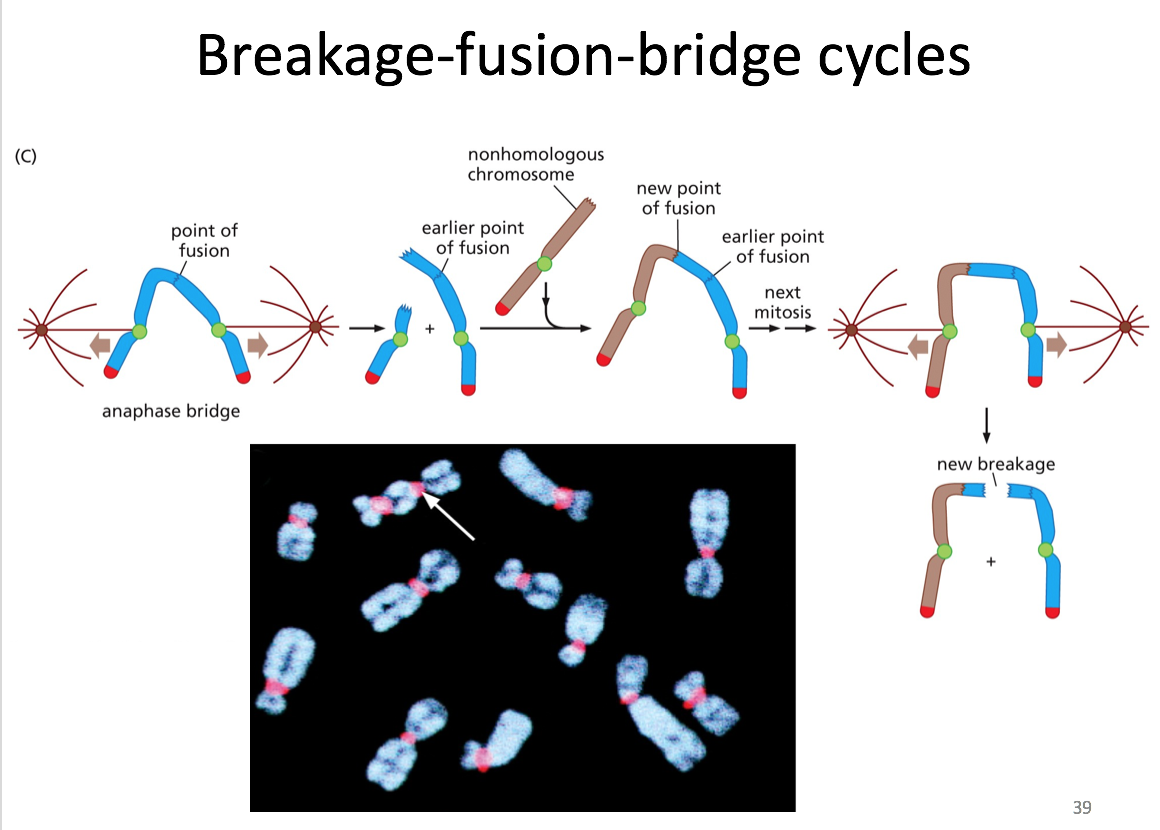 Breakage-fusion-bridge cycles
(C)
point of
fusion
anaphase bridge
earlier point
of fusion
+
nonhomologous
chromosome
new point
of fusion
earlier point
of fusion
next
mitosis
new breakage
+
39